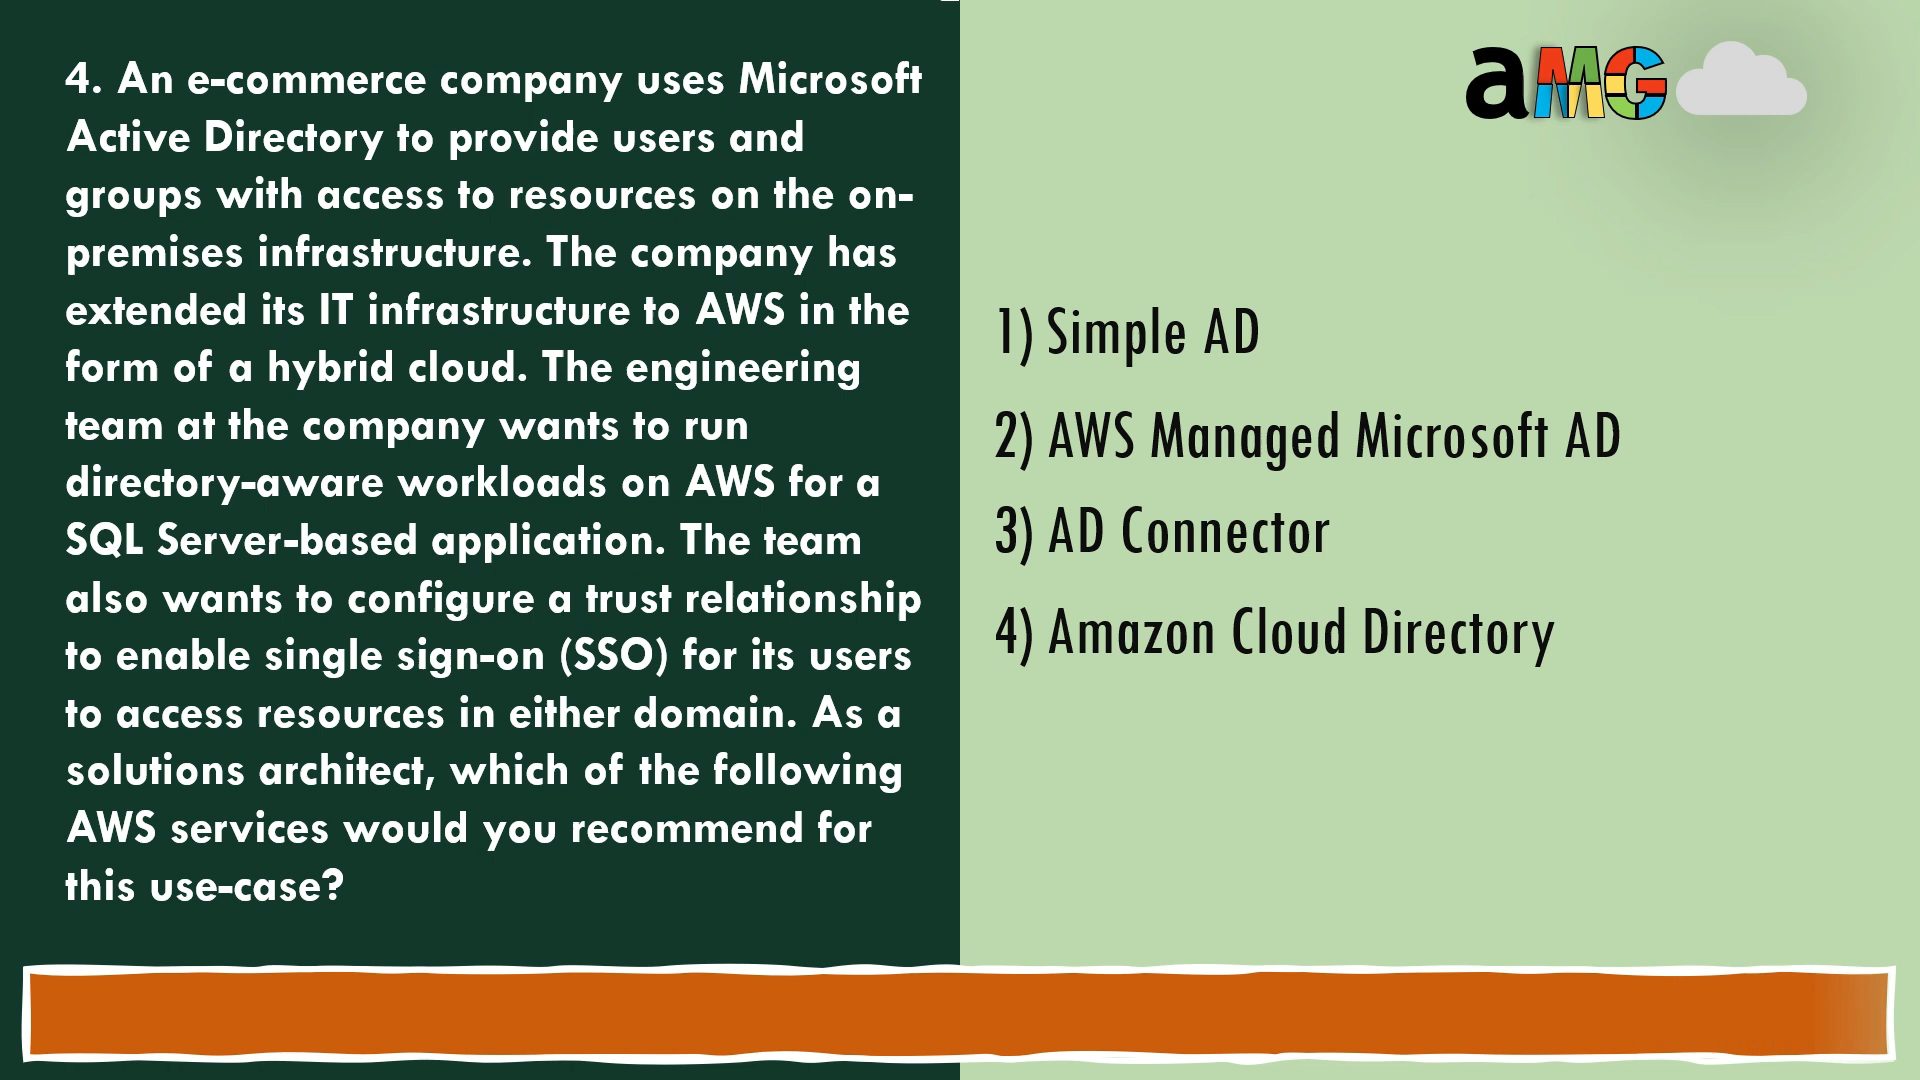 4. An e-commerce company uses Microsoft
Active Directory to provide users and
groups with access to resources on the on-
premises infrastructure. The company has
extended its IT infrastructure to AWS in the
form of a hybrid cloud. The engineering
team at the company wants to run
directory-aware workloads on AWS for a
SQL Server-based application. The team
also wants to configure a trust relationship
to enable single sign-on (SSO) for its users
to access resources in either domain. As a
solutions architect, which of the following
AWS services would you recommend for
this use-case?
aMG
1) Simple AD
2) AWS Managed Microsoft AD
3) AD Connector
4) Amazon Cloud Directory